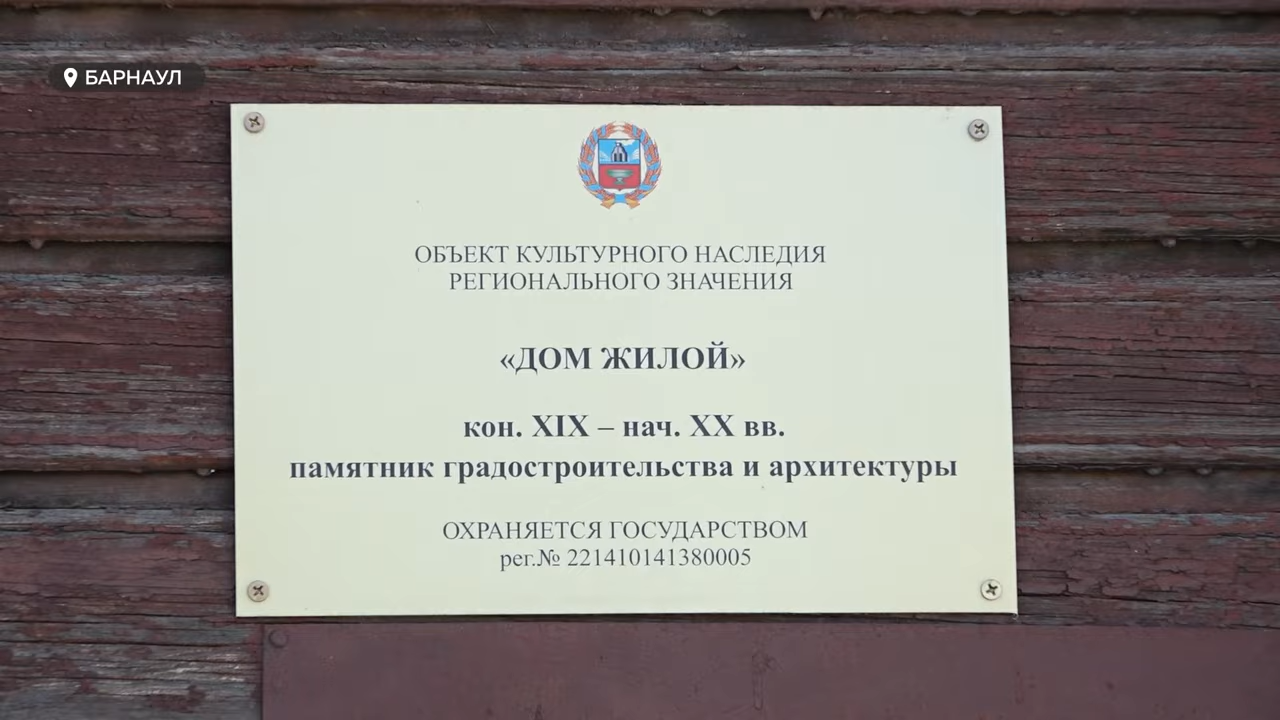 БАРНАУЛ
ОБЪЕКТ КУЛЬТУРНОГО НАСЛЕДИЯ
РЕГИОНАЛЬНОГО ЗНАЧЕНИЯ
«ДОМ ЖИЛОЙ»
кон. XIX – нач. XX вв.
памятник градостроительства и архитектуры
ОХРАНЯЕТСЯ ГОСУДАРСТВОМ
рег.№ 221410141380005